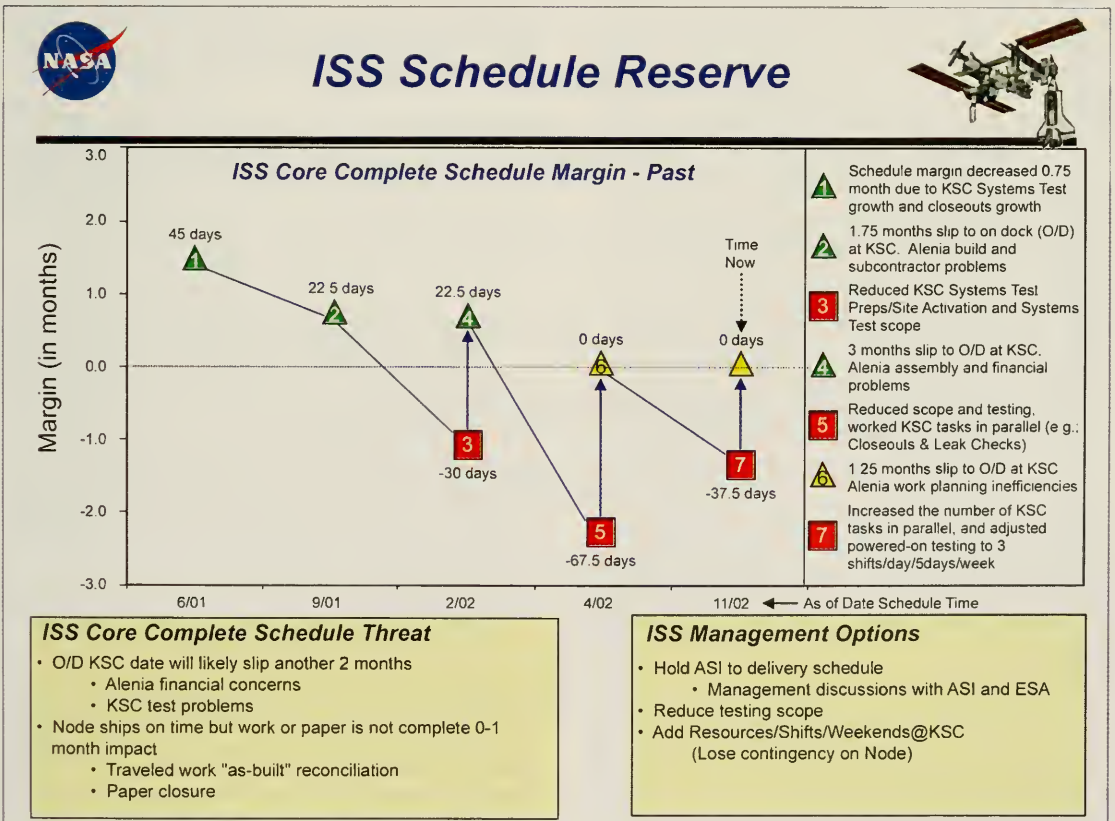 NASA
ISS Schedule Reserve
ISS Core Complete Schedule Margin - Past
Margin (in months)
3.0
2.0
1.0
0.0
-1.0
-2.0
-3.0
45 days
1
22 5 days
2
22.5 days
4
3
-30 days
0 days
6
5
-67.5 days
Time
Now
0 days
7
-37.5 days
6/01
9/01
2/02
4/02
11/02
As of Date Schedule Time
1
Schedule margin decreased 0.75
month due to KSC Systems Test
growth and closeouts growth
2
1.75 months slip to on dock (O/D)
at KSC. Alenia build and
subcontractor problems
3
Reduced KSC Systems Test
Preps/Site Activation and Systems
Test scope
4
3 months slip to O/D at KSC.
Alenia assembly and financial
problems
5
Reduced scope and testing,
worked KSC tasks in parallel (e g.:
Closeouts & Leak Checks)
6
1 25 months slip to O/D at KSC
Alenia work planning inefficiencies
7
Increased the number of KSC
tasks in parallel, and adjusted
powered-on testing to 3
shifts/day/5days/week
ISS Core Complete Schedule Threat
• O/D KSC date will likely slip another 2 months
• Alenia financial concerns
• KSC test problems
• Node ships on time but work or paper is not complete 0-1
month impact
• Traveled work "as-built" reconciliation
• Paper closure
ISS Management Options
• Hold ASI to delivery schedule
• Management discussions with ASI and ESA
• Reduce testing scope
• Add Resources/Shifts/Weekends@KSC
(Lose contingency on Node)